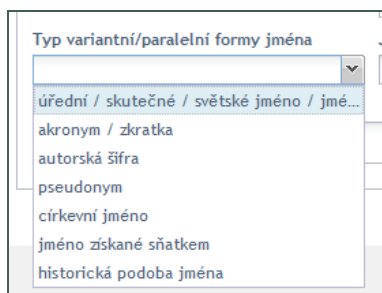 Typ variantní/paralelní formy jména
úřední / skutečné / světské jméno / jmé...
akronym / zkratka
autorská šifra
pseudonym
církevní jméno
jméno získané sňatkem
historická podoba jména